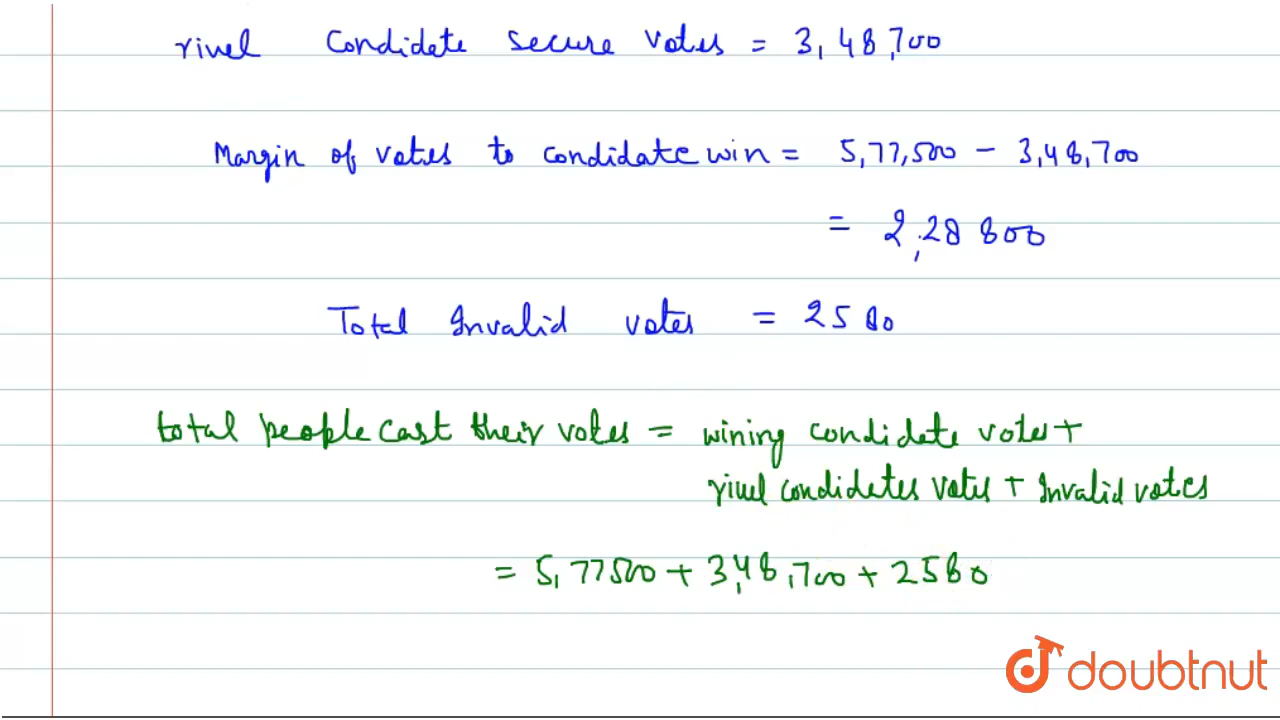 rivel Condidate secure votes = 3,48,700
Margin of votes to condidate win = 5,77,500 - 3,48,700
= 2,28 800
Total Invalid votes = 2580
total people cast their votes = wining condidate votes +
rivel condidates votes + Invalid votes
= 5,77500 + 3,48,700 + 2580
doubtnut